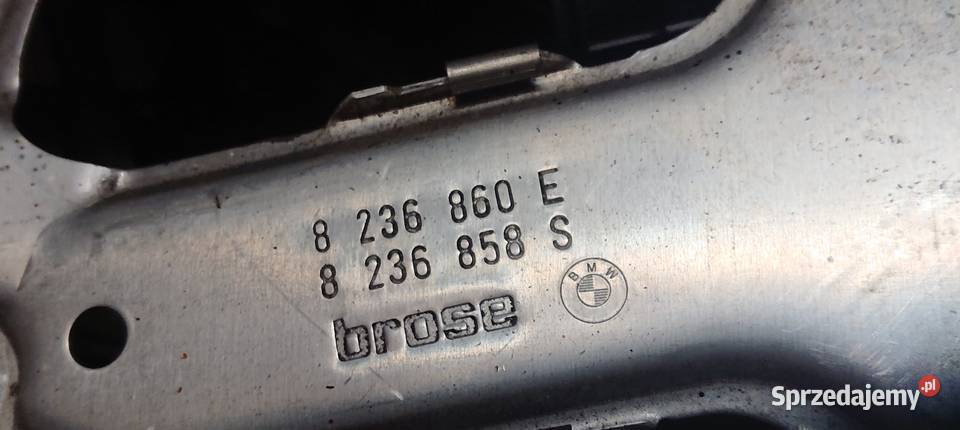 8 236 860 E
8 236 858 S
brose
BMW
Sprzedajemy.pl